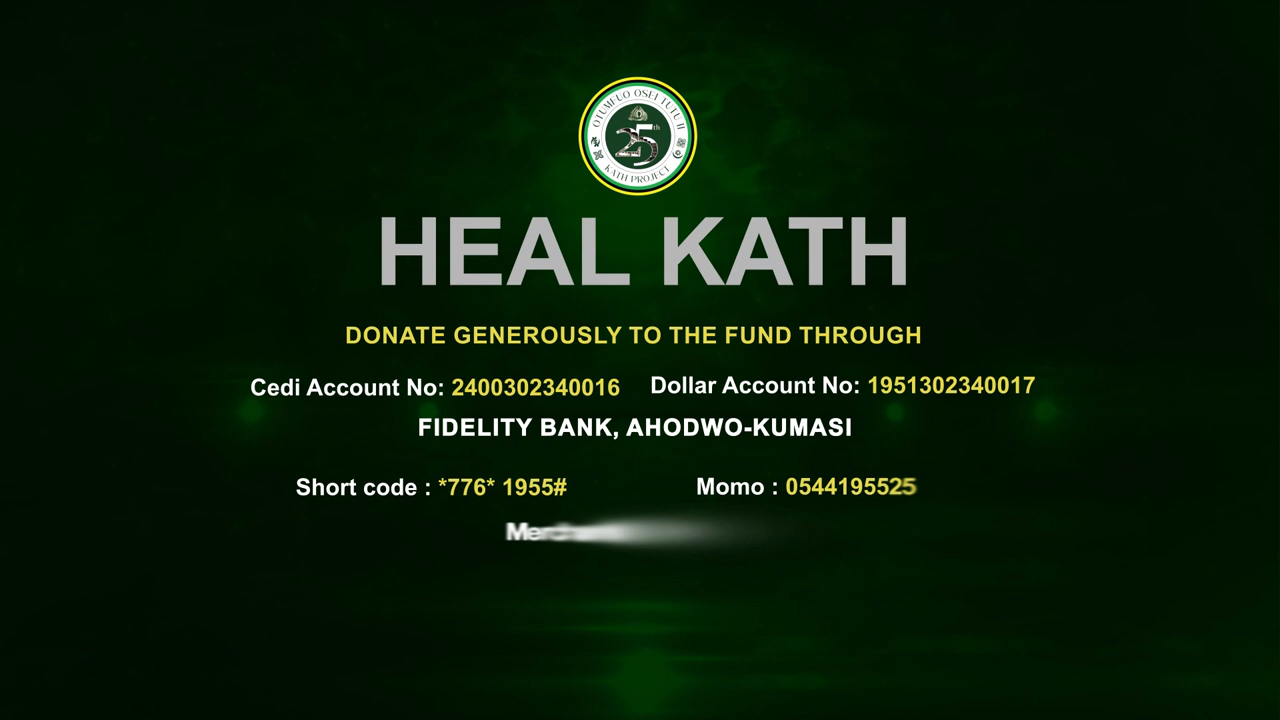 OTUMFUO OSEI TUTU II
25th
KATH PROJECT
HEAL KATH
DONATE GENEROUSLY TO THE FUND THROUGH
Cedi Account No: 2400302340016 Dollar Account No: 1951302340017
FIDELITY BANK, AHODWO-KUMASI
Short code : *776* 1955# Momo : 0544195525